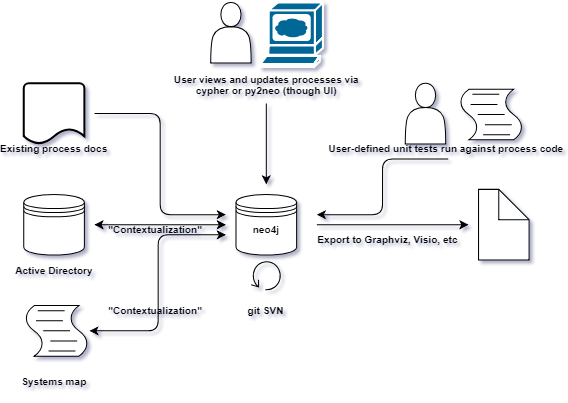 User views and updates processes via
cypher or py2neo (though UI)
Existing process docs
User-defined unit tests run against process code
"Contextualization"
neo4j
Export to Graphviz, Visio, etc
Active Directory
"Contextualization"
git SVN
Systems map